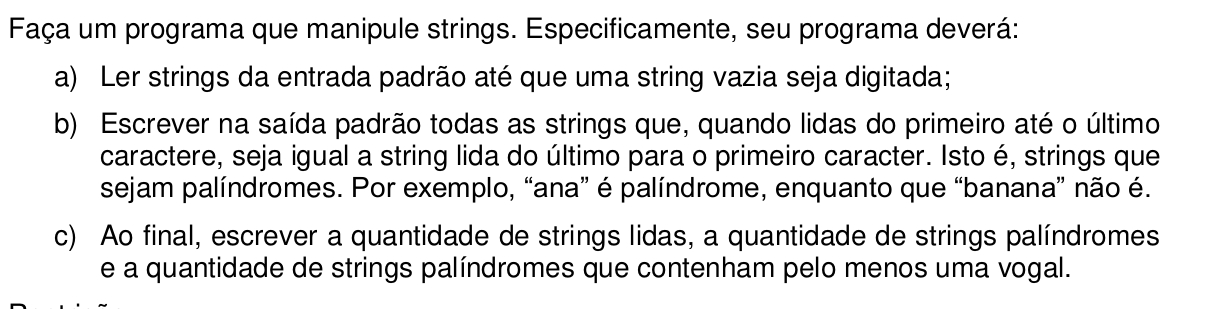 Faça um programa que manipule strings. Especificamente, seu programa deverá:
a) Ler strings da entrada padrão até que uma string vazia seja digitada;
b) Escrever na saída padrão todas as strings que, quando lidas do primeiro até o último
caractere, seja igual a string lida do último para o primeiro caracter. Isto é, strings que
sejam palíndromes. Por exemplo, “ana” é palíndrome, enquanto que “banana” não é.
c) Ao final, escrever a quantidade de strings lidas, a quantidade de strings palíndromes
e a quantidade de strings palíndromes que contenham pelo menos uma vogal.